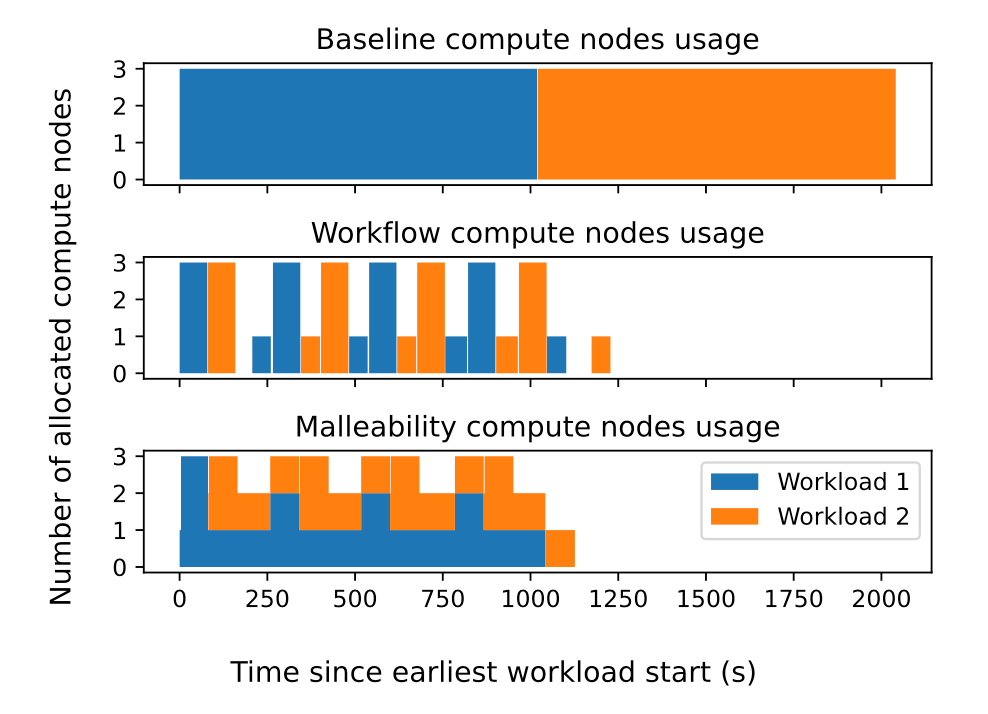 Baseline compute nodes usage
3
2
1
0
Workflow compute nodes usage
3
2
1
0
Malleability compute nodes usage
3
2
1
0
Workload 1
Workload 2
0 250 500 750 1000 1250 1500 1750 2000
Time since earliest workload start (s)
Number of allocated compute nodes